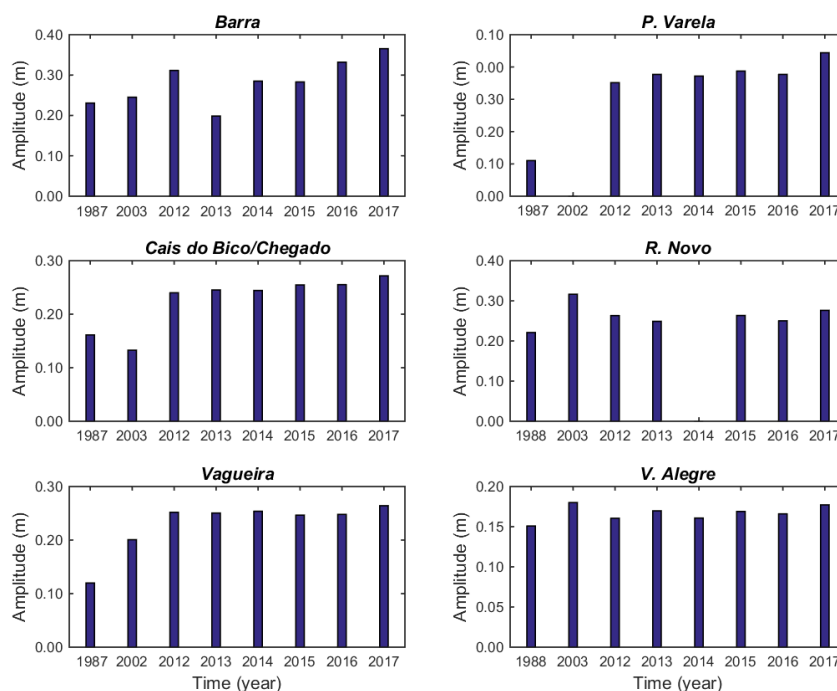 Barra
Amplitude (m)
0.40
0.30
0.20
0.10
0.00
1987 2003 2012 2013 2014 2015 2016 2017
P. Varela
Amplitude (m)
0.10
0.00
0.30
0.20
0.10
0.00
1987 2002 2012 2013 2014 2015 2016 2017
Cais do Bico/Chegado
Amplitude (m)
0.30
0.20
0.10
0.00
1987 2003 2012 2013 2014 2015 2016 2017
R. Novo
Amplitude (m)
0.40
0.30
0.20
0.10
0.00
1988 2003 2012 2013 2014 2015 2016 2017
Vagueira
Amplitude (m)
0.30
0.20
0.10
0.00
1987 2002 2012 2013 2014 2015 2016 2017
Time (year)
V. Alegre
Amplitude (m)
0.20
0.15
0.10
0.05
0.00
1988 2003 2012 2013 2014 2015 2016 2017
Time (year)